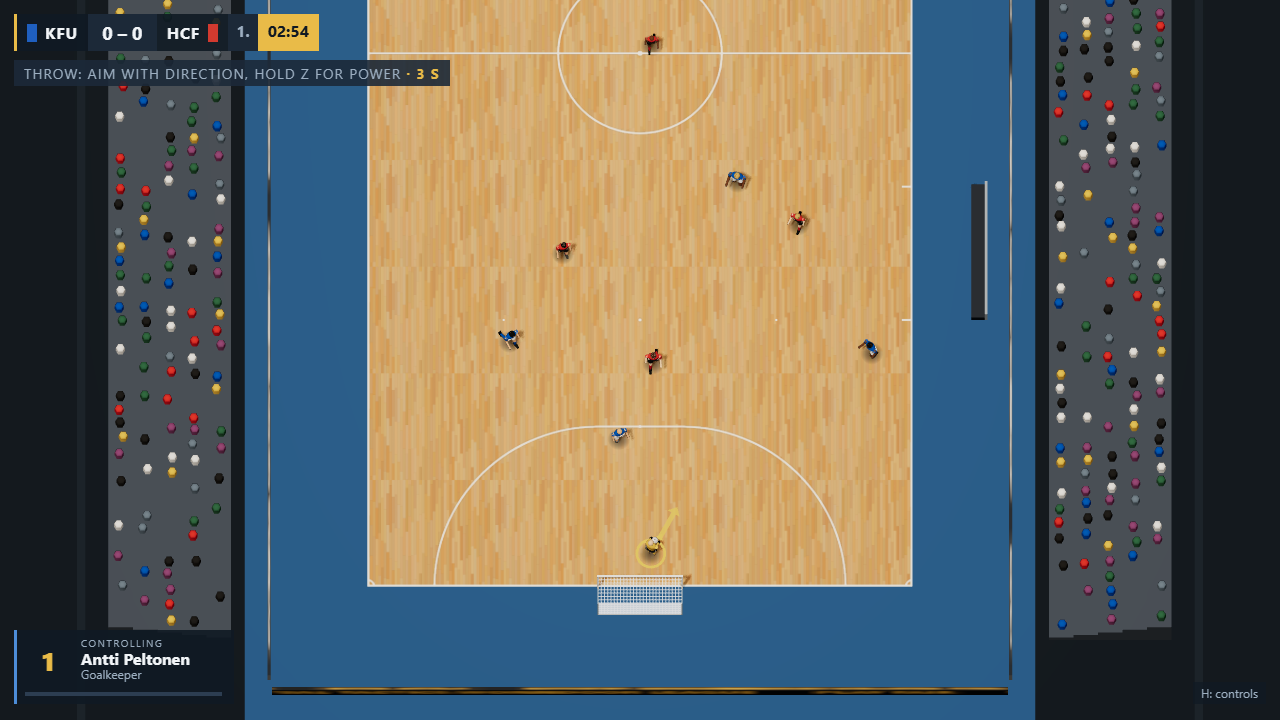 KFU 0 – 0 HCF 1. 02:54
THROW: AIM WITH DIRECTION, HOLD Z FOR POWER · 3 S
1
CONTROLLING
Antti Peltonen
Goalkeeper
H: controls